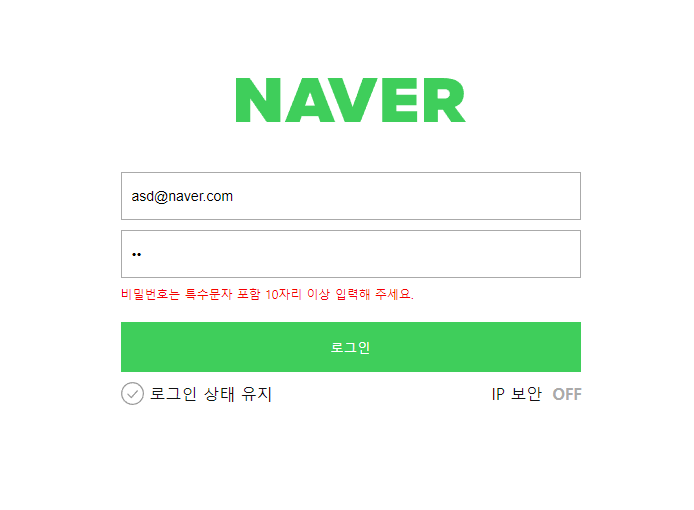 NAVER
asd@naver.com
••
비밀번호는 특수문자 포함 10자리 이상 입력해 주세요.
로그인
로그인 상태 유지
IP 보안 OFF